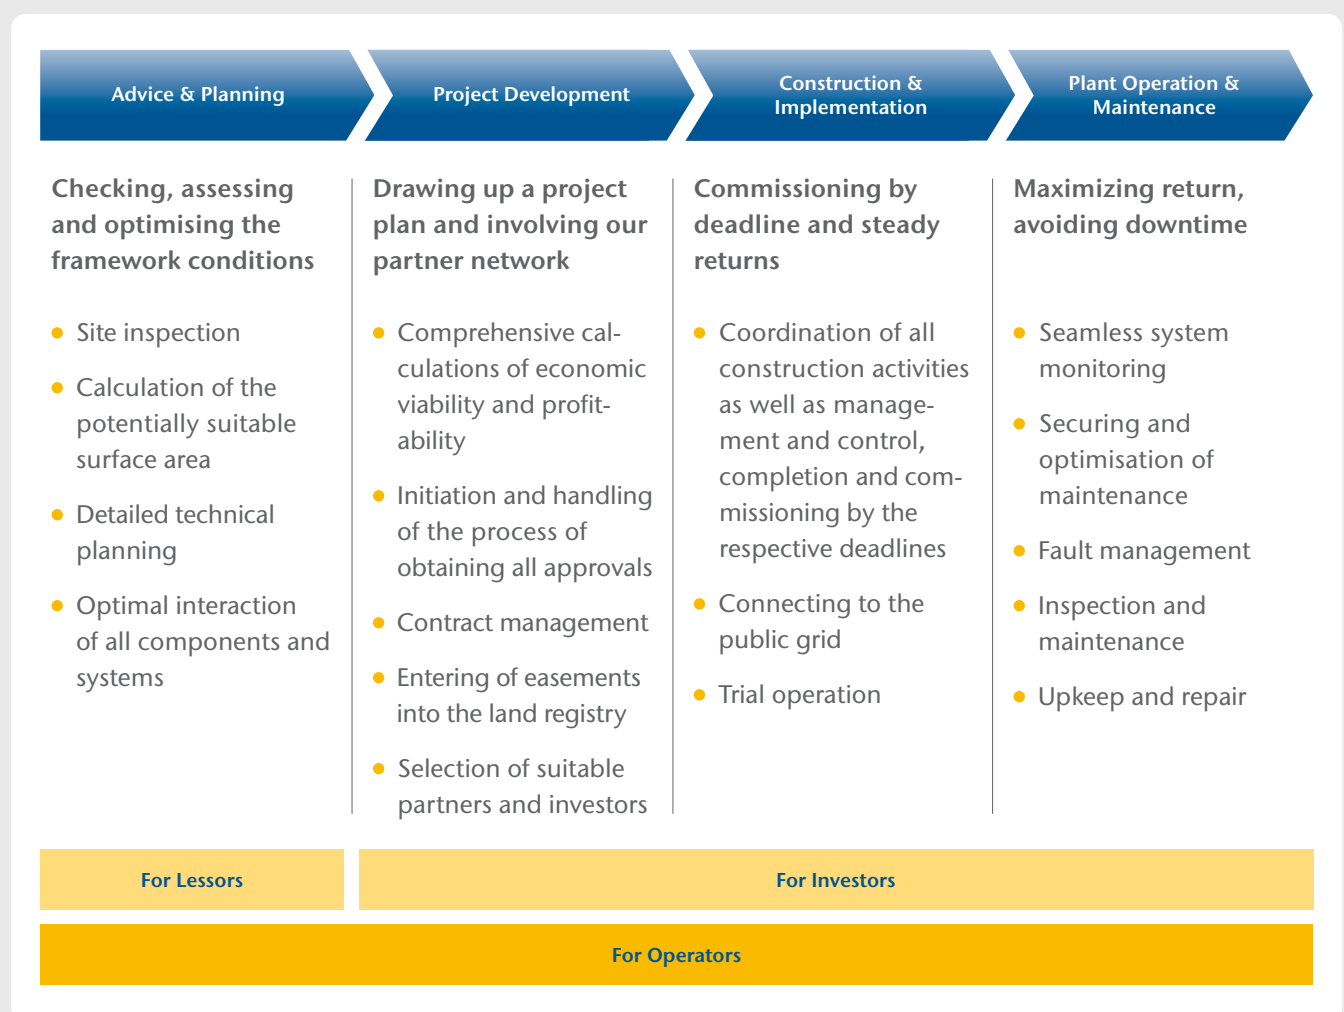 Advice & Planning
Project Development
Construction &
Implementation
Plant Operation &
Maintenance
Checking, assessing
and optimising the
framework conditions
Site inspection
Calculation of the
potentially suitable
surface area
Detailed technical
planning
Optimal interaction
of all components and
systems
Drawing up a project
plan and involving our
partner network
Comprehensive cal-
culations of economic
viability and profit-
ability
Initiation and handling
of the process of
obtaining all approvals
Contract management
Entering of easements
into the land registry
Selection of suitable
partners and investors
Commissioning by
deadline and steady
returns
Coordination of all
construction activities
as well as manage-
ment and control,
completion and com-
missioning by the
respective deadlines
Connecting to the
public grid
Trial operation
Maximizing return,
avoiding downtime
Seamless system
monitoring
Securing and
optimisation of
maintenance
Fault management
Inspection and
maintenance
Upkeep and repair
For Lessors
For Investors
For Operators